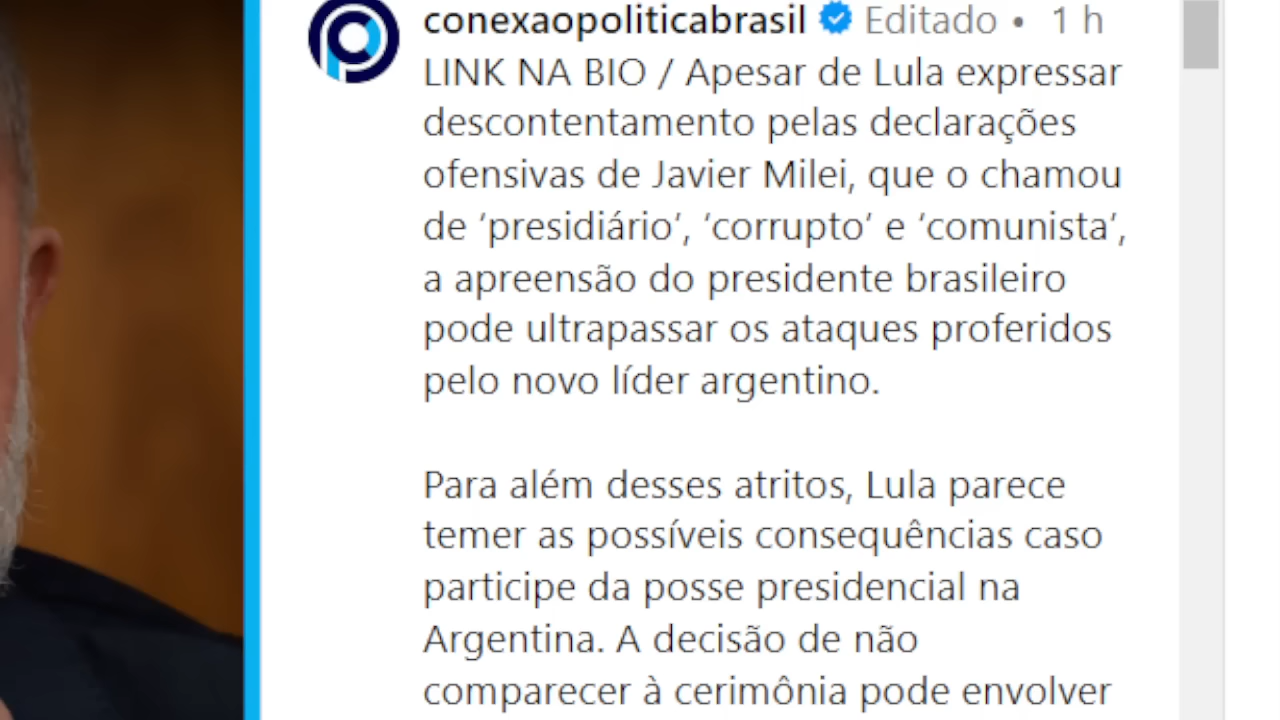 conexaopoliticabrasil Editado • 1 h
LINK NA BIO / Apesar de Lula expressar
descontentamento pelas declarações
ofensivas de Javier Milei, que o chamou
de ‘presidiário’, ‘corrupto’ e ‘comunista’,
a apreensão do presidente brasileiro
pode ultrapassar os ataques proferidos
pelo novo líder argentino.
Para além desses atritos, Lula parece
temer as possíveis consequências caso
participe da posse presidencial na
Argentina. A decisão de não
comparecer à cerimônia pode envolver